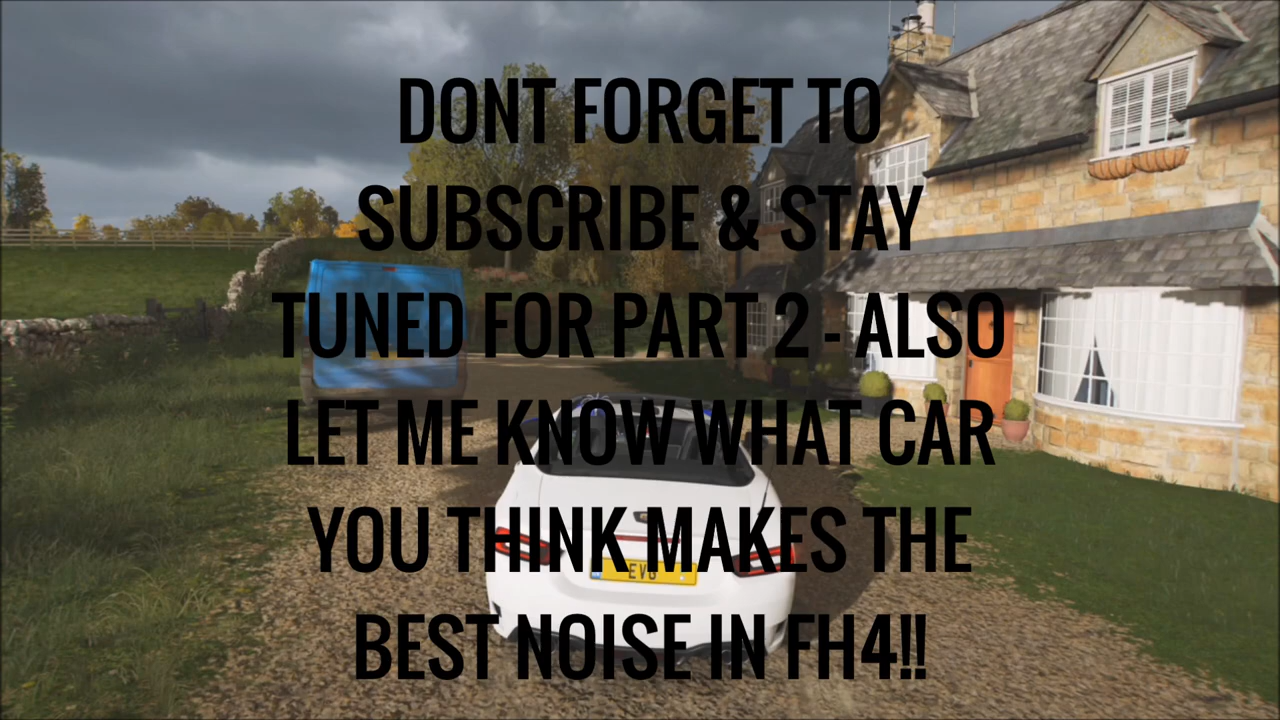 DONT FORGET TO
SUBSCRIBE & STAY
TUNED FOR PART 2 - ALSO
LET ME KNOW WHAT CAR
YOU THINK MAKES THE
BEST NOISE IN FH4!!